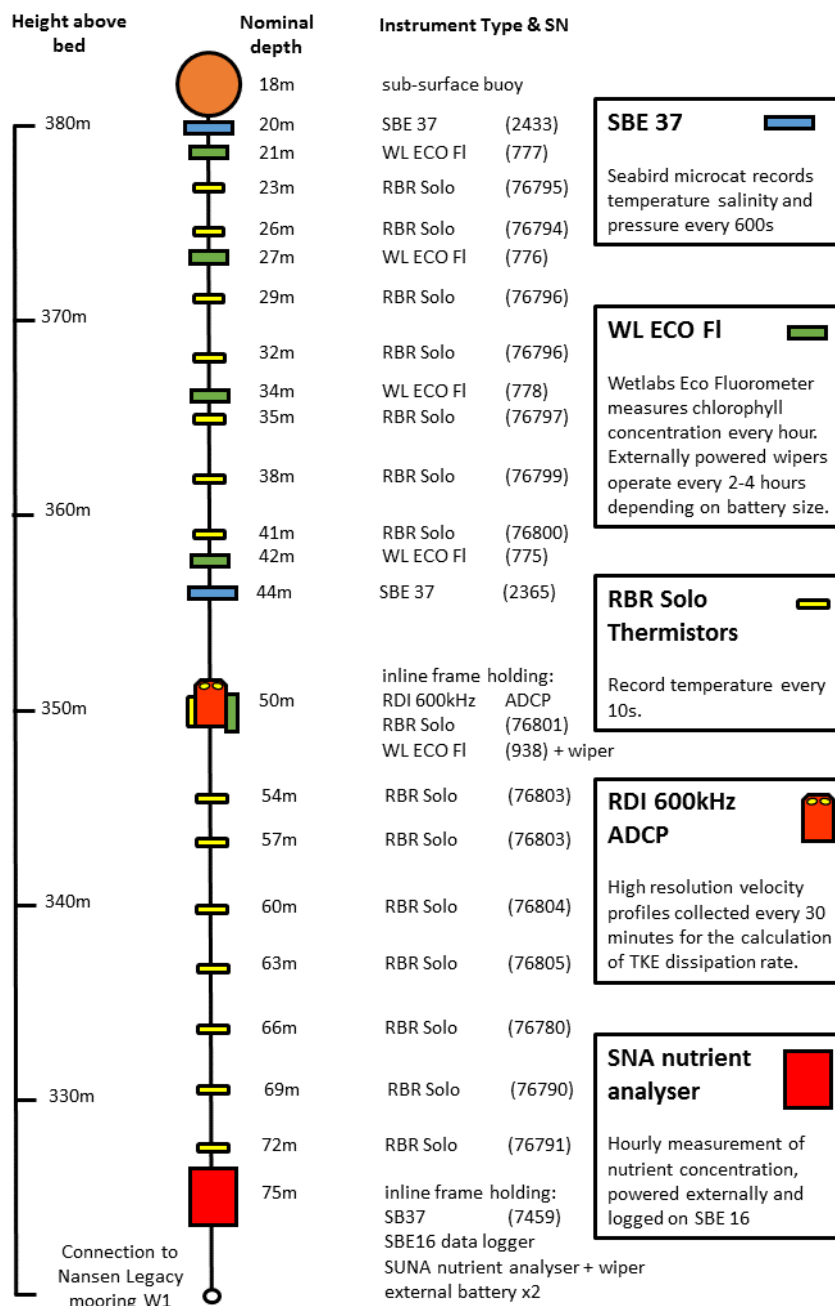 Height above bed
Nominal depth
Instrument Type & SN
18m sub-surface buoy
380m
20m SBE 37 (2433)
21m WL ECO Fl (777)
23m RBR Solo (76795)
26m RBR Solo (76794)
27m WL ECO Fl (776)
29m RBR Solo (76796)
370m
32m RBR Solo (76796)
34m WL ECO Fl (778)
35m RBR Solo (76797)
38m RBR Solo (76799)
360m
41m RBR Solo (76800)
42m WL ECO Fl (775)
44m SBE 37 (2365)
inline frame holding:
350m
50m RDI 600kHz ADCP
RBR Solo (76801)
WL ECO Fl (938) + wiper
54m RBR Solo (76803)
57m RBR Solo (76803)
340m
60m RBR Solo (76804)
63m RBR Solo (76805)
66m RBR Solo (76780)
330m
69m RBR Solo (76790)
72m RBR Solo (76791)
75m inline frame holding:
SB37 (7459)
SBE16 data logger
SUNA nutrient analyser + wiper
external battery x2
Connection to
Nansen Legacy
mooring W1
SBE 37
Seabird microcat records
temperature salinity and
pressure every 600s
WL ECO Fl
Wetlabs Eco Fluorometer
measures chlorophyll
concentration every hour.
Externally powered wipers
operate every 2-4 hours
depending on battery size.
RBR Solo
Thermistors
Record temperature every
10s.
RDI 600kHz
ADCP
High resolution velocity
profiles collected every 30
minutes for the calculation
of TKE dissipation rate.
SNA nutrient
analyser
Hourly measurement of
nutrient concentration,
powered externally and
logged on SBE 16